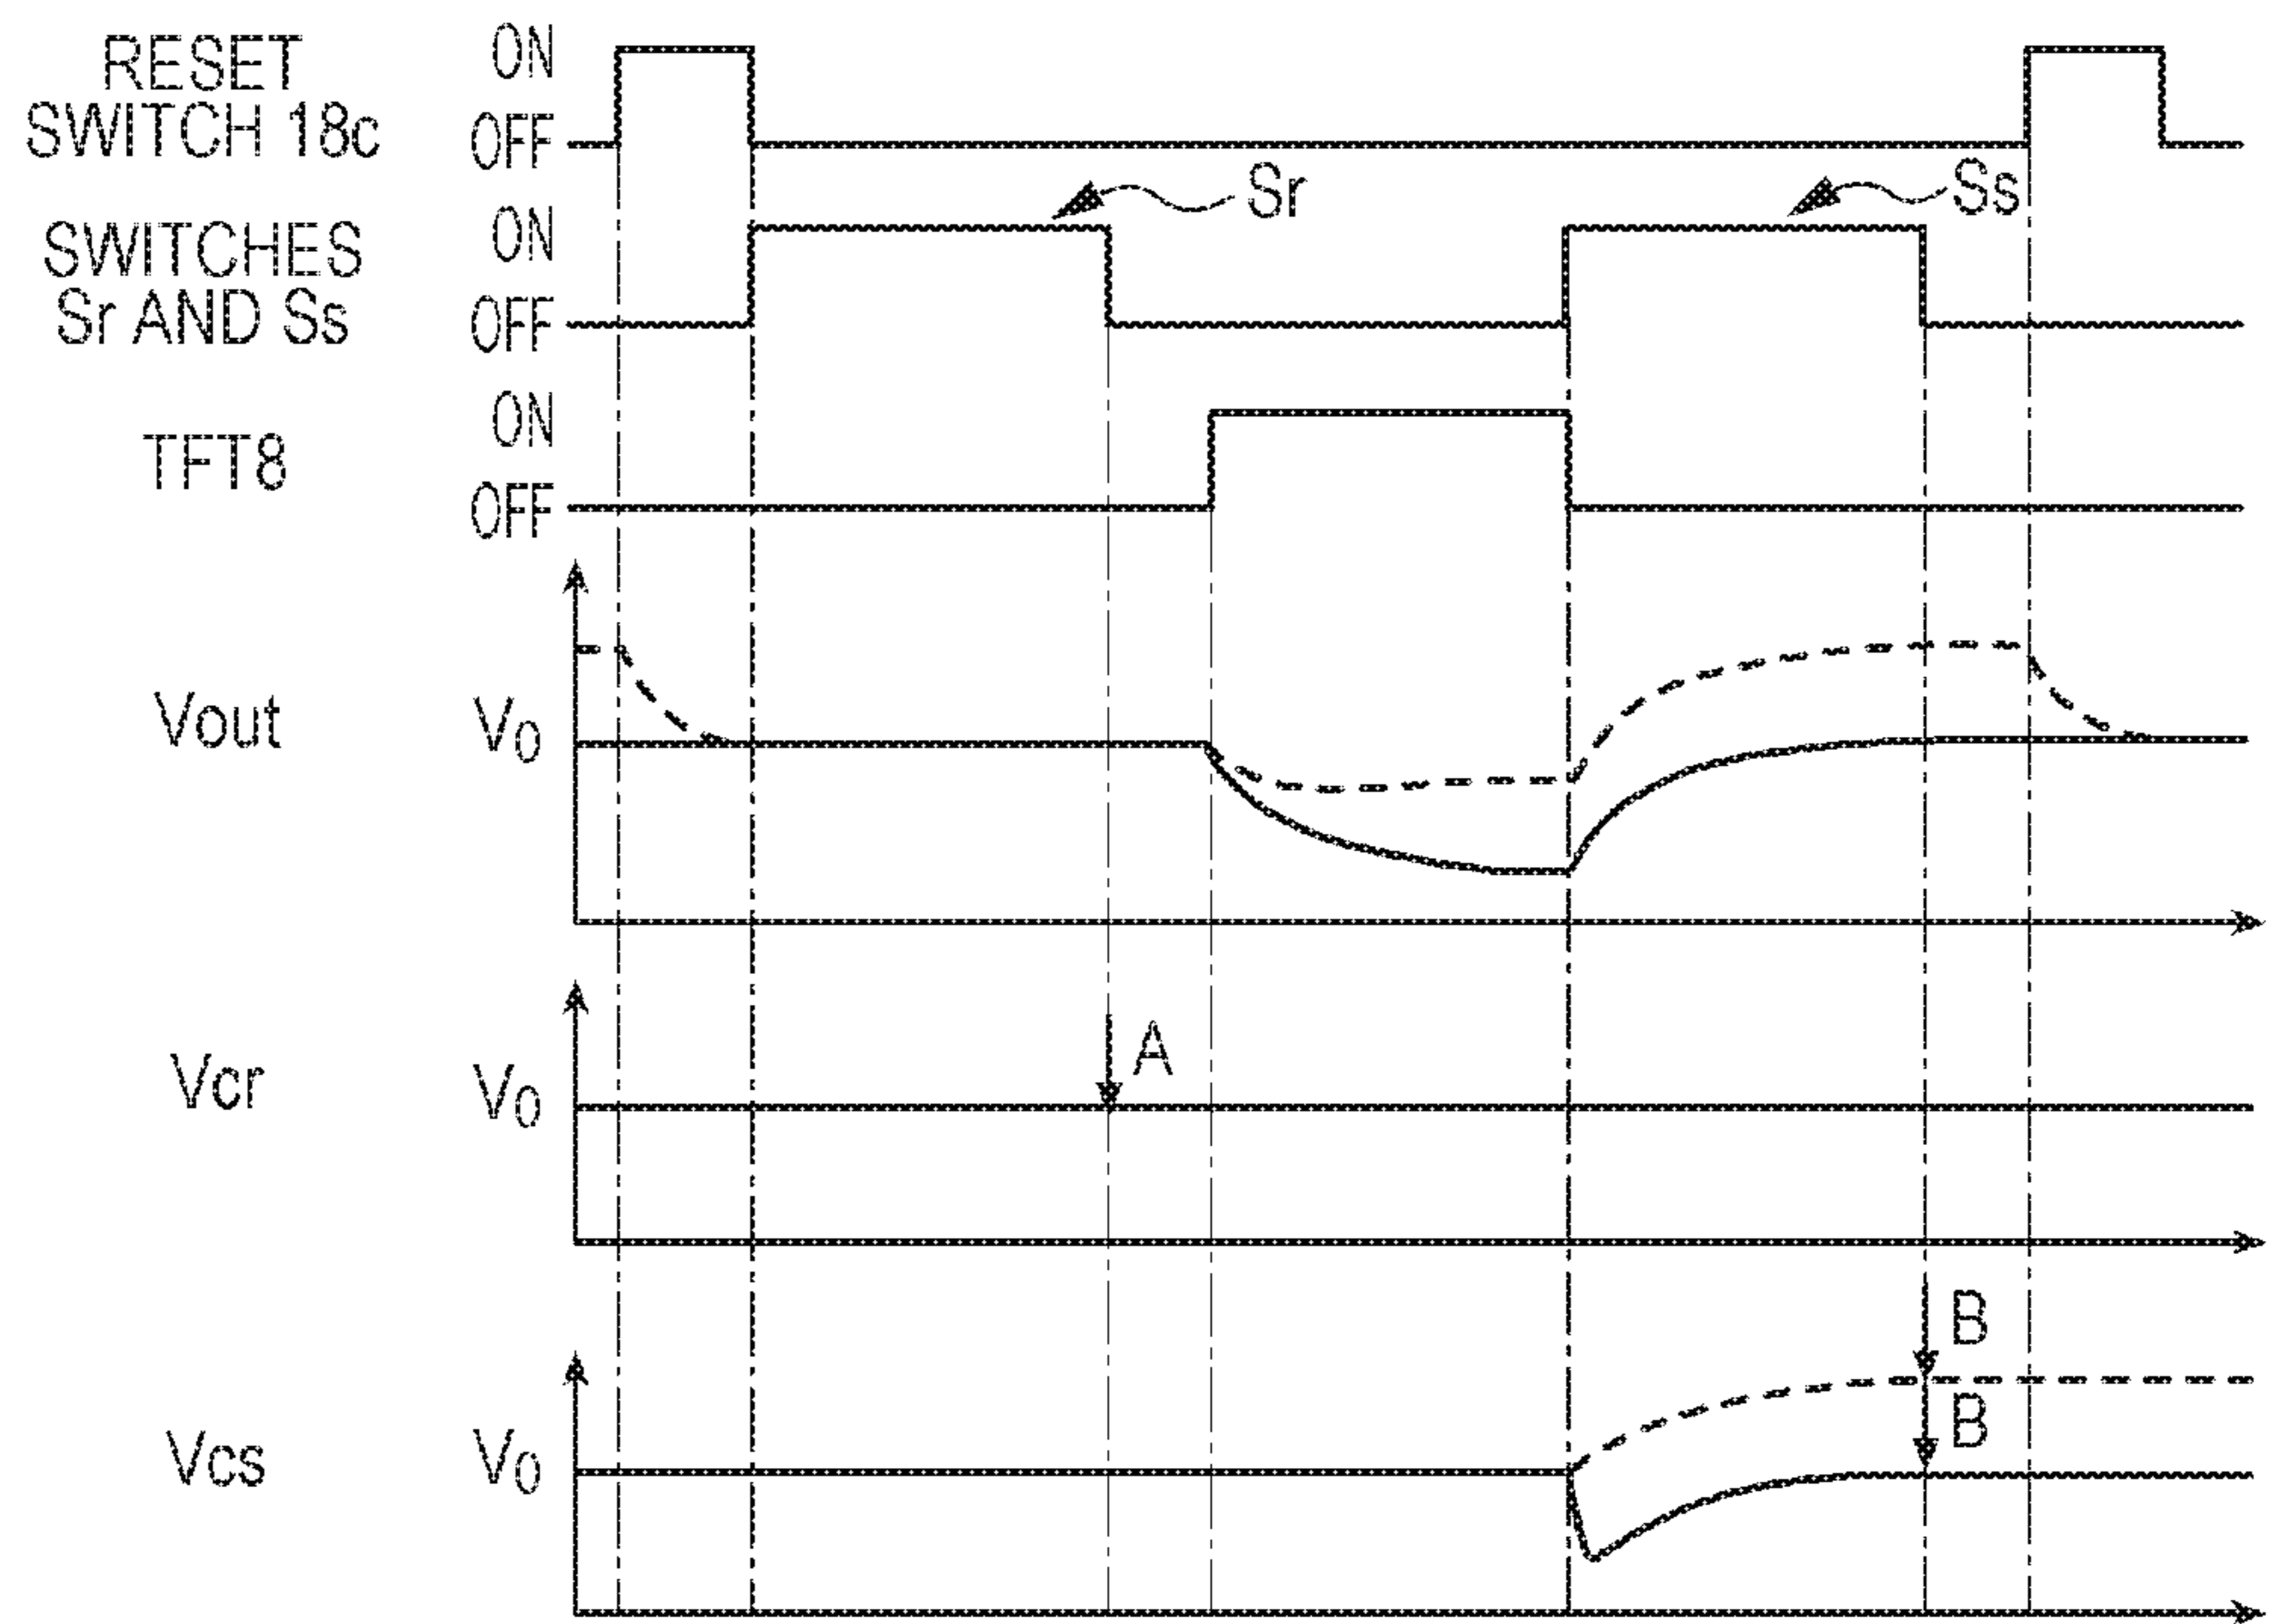 RESET
SWITCH 18c
ON
OFF
Sr
Ss
SWITCHES
Sr AND Ss
ON
OFF
TFT8
ON
OFF
Vout
V0
Vcr
V0
A
Vcs
V0
B
B